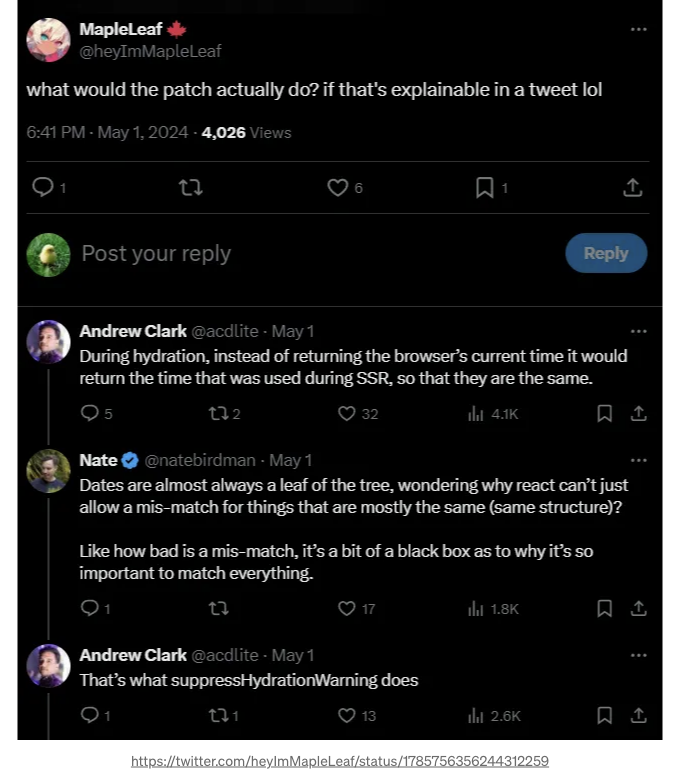 MapleLeaf 🍁
@heyImMapleLeaf
what would the patch actually do? if that's explainable in a tweet lol
6:41 PM · May 1, 2024 · 4,026 Views
1
6
1
Post your reply
Reply
Andrew Clark @acdlite · May 1
During hydration, instead of returning the browser’s current time it would
return the time that was used during SSR, so that they are the same.
5
2
32
4.1K
Nate @natebirdman · May 1
Dates are almost always a leaf of the tree, wondering why react can’t just
allow a mis-match for things that are mostly the same (same structure)?
Like how bad is a mis-match, it’s a bit of a black box as to why it’s so
important to match everything.
1
17
1.8K
Andrew Clark @acdlite · May 1
That’s what suppressHydrationWarning does
1
1
13
2.6K
https://twitter.com/heyImMapleLeaf/status/1785756356244312259